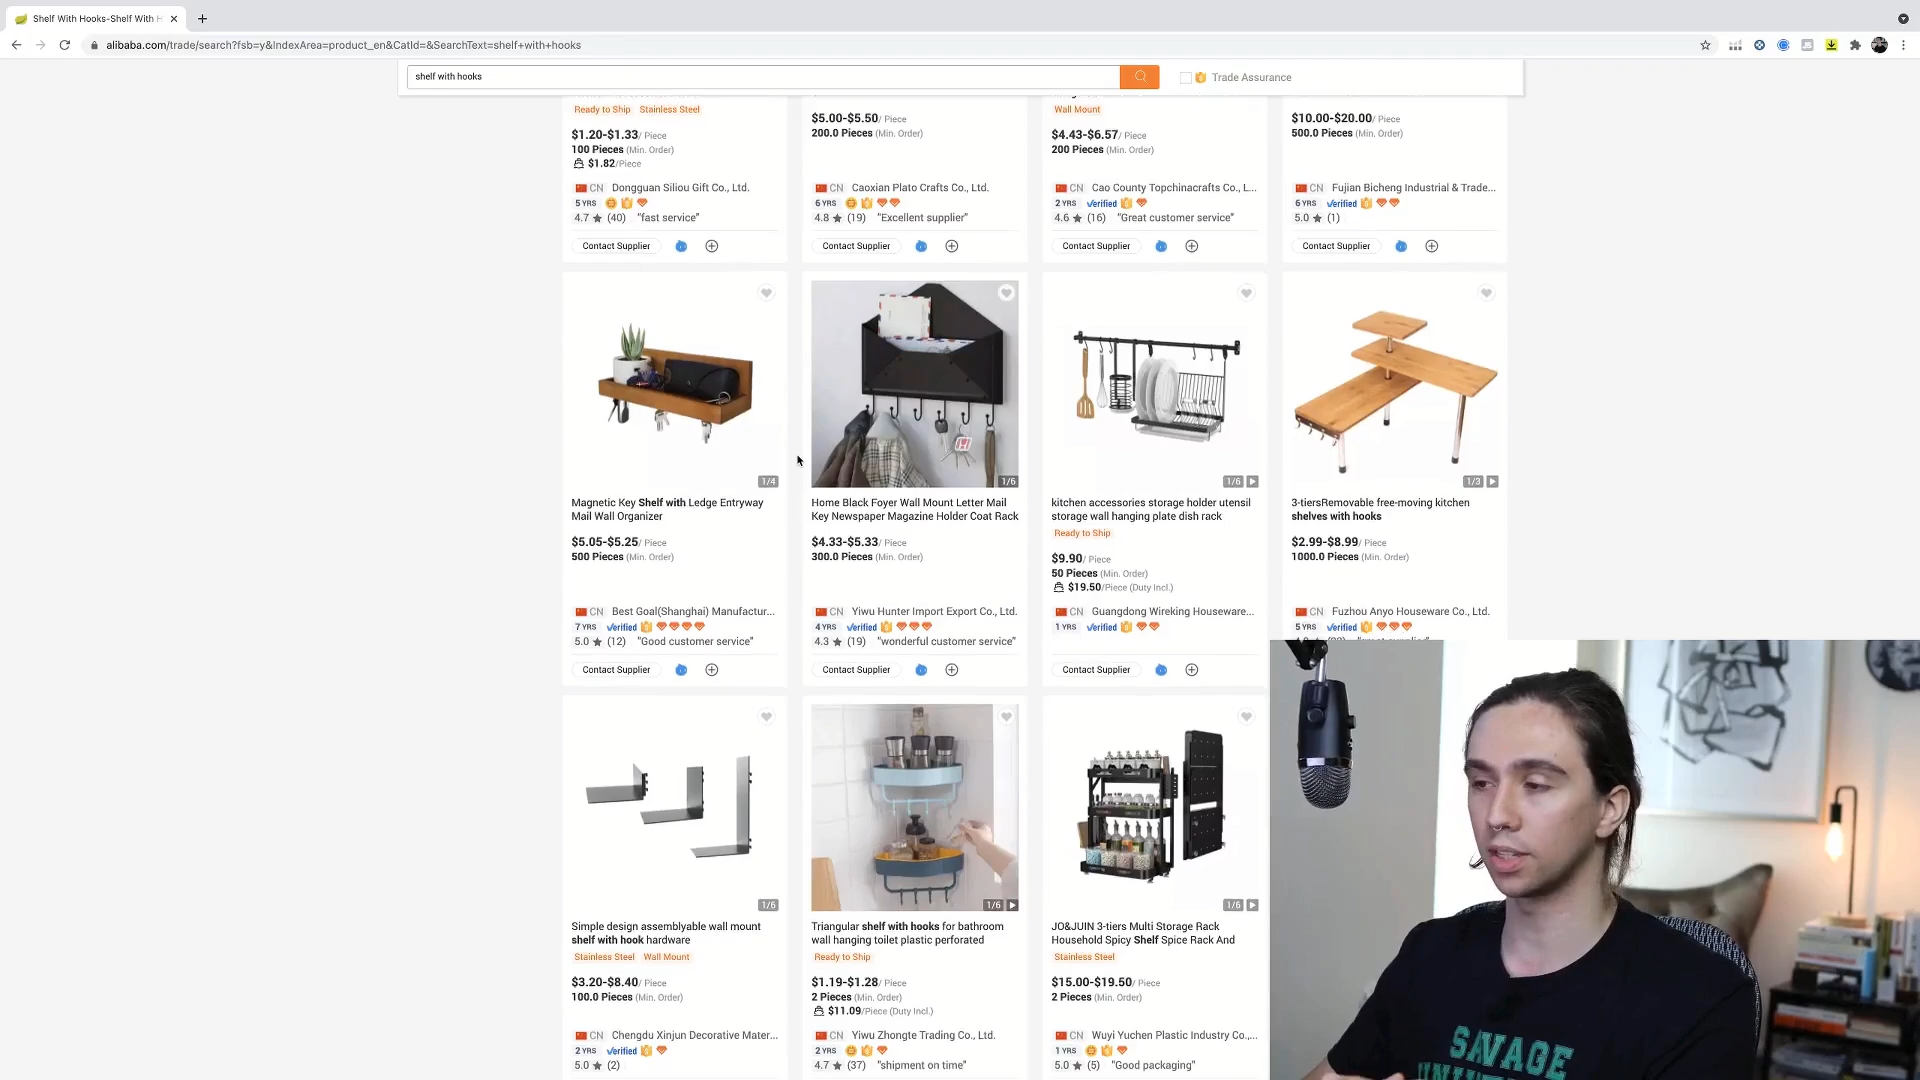 Shelf With Hooks-Shelf With H
alibaba.com/trade/search?fsb=y&IndexArea=product_en&CatId=&SearchText=shelf+with+hooks
shelf with hooks
Trade Assurance
Ready to Ship Stainless Steel
$1.20-$1.33/ Piece
100 Pieces (Min. Order)
$1.82/Piece
CN Dongguan Siliou Gift Co., Ltd.
5 YRS
4.7 (40) "fast service"
Contact Supplier
$5.00-$5.50/ Piece
200.0 Pieces (Min. Order)
CN Caoxian Plato Crafts Co., Ltd.
6 YRS
4.8 (19) "Excellent supplier"
Contact Supplier
Wall Mount
$4.43-$6.57/ Piece
200 Pieces (Min. Order)
CN Cao County Topchinacrafts Co., L...
2 YRS Verified
4.6 (16) "Great customer service"
Contact Supplier
$10.00-$20.00/ Piece
500.0 Pieces (Min. Order)
CN Fujian Bicheng Industrial & Trade...
6 YRS Verified
5.0 (1)
Contact Supplier
1/4
Magnetic Key Shelf with Ledge Entryway
Mail Wall Organizer
$5.05-$5.25/ Piece
500 Pieces (Min. Order)
CN Best Goal(Shanghai) Manufactur...
7 YRS Verified
5.0 (12) "Good customer service"
Contact Supplier
1/6
Home Black Foyer Wall Mount Letter Mail
Key Newspaper Magazine Holder Coat Rack
$4.33-$5.33/ Piece
300.0 Pieces (Min. Order)
CN Yiwu Hunter Import Export Co., Ltd.
4 YRS Verified
4.3 (19) "wonderful customer service"
Contact Supplier
1/6
kitchen accessories storage holder utensil
storage wall hanging plate dish rack
Ready to Ship
$9.90/ Piece
50 Pieces (Min. Order)
$19.50/Piece (Duty Incl.)
CN Guangdong Wireking Houseware...
1 YRS Verified
Contact Supplier
1/3
3-tiersRemovable free-moving kitchen
shelves with hooks
$2.99-$8.99/ Piece
1000.0 Pieces (Min. Order)
CN Fuzhou Anyo Houseware Co., Ltd.
5 YRS Verified
1/6
Simple design assemblyable wall mount
shelf with hook hardware
Stainless Steel Wall Mount
$3.20-$8.40/ Piece
100.0 Pieces (Min. Order)
CN Chengdu Xinjun Decorative Mater...
2 YRS Verified
5.0 (2)
1/6
Triangular shelf with hooks for bathroom
wall hanging toilet plastic perforated
Ready to Ship
$1.19-$1.28/ Piece
2 Pieces (Min. Order)
$11.09/Piece (Duty Incl.)
CN Yiwu Zhongte Trading Co., Ltd.
2 YRS
4.7 (37) "shipment on time"
1/6
JO&JUIN 3-tiers Multi Storage Rack
Household Spicy Shelf Spice Rack And
Stainless Steel
$15.00-$19.50/ Piece
2 Pieces (Min. Order)
CN Wuyi Yuchen Plastic Industry Co.,...
1 YRS
5.0 (5) "Good packaging"
SAVAGE